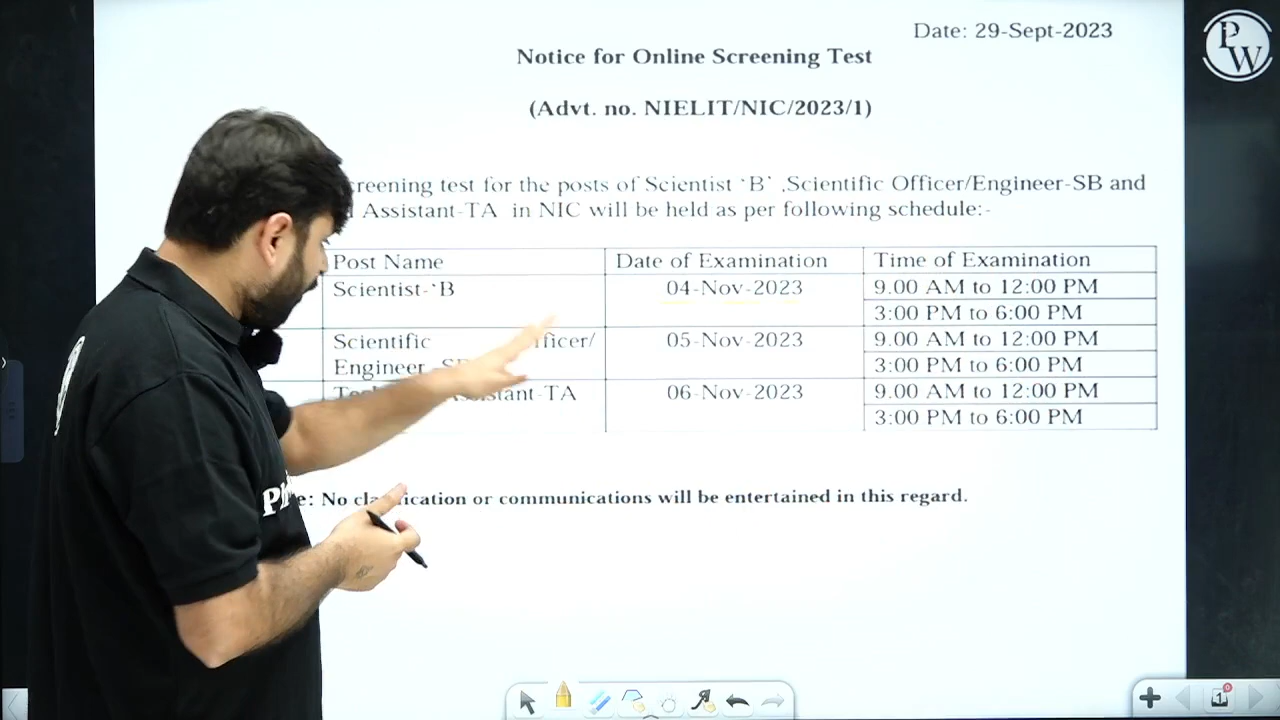 Date: 29-Sept-2023
Notice for Online Screening Test
(Advt. no. NIELIT/NIC/2023/1)
PW
creening test for the posts of Scientist ‘B’ ,Scientific Officer/Engineer-SB and
Assistant-TA in NIC will be held as per following schedule:-
Post Name Date of Examination Time of Examination
Scientist-‘B 04-Nov-2023 9.00 AM to 12:00 PM
3:00 PM to 6:00 PM
Scientific ficer/ 05-Nov-2023 9.00 AM to 12:00 PM
Engineer 3:00 PM to 6:00 PM
stant-TA 06-Nov-2023 9.00 AM to 12:00 PM
3:00 PM to 6:00 PM
e: No cla ication or communications will be entertained in this regard.
1